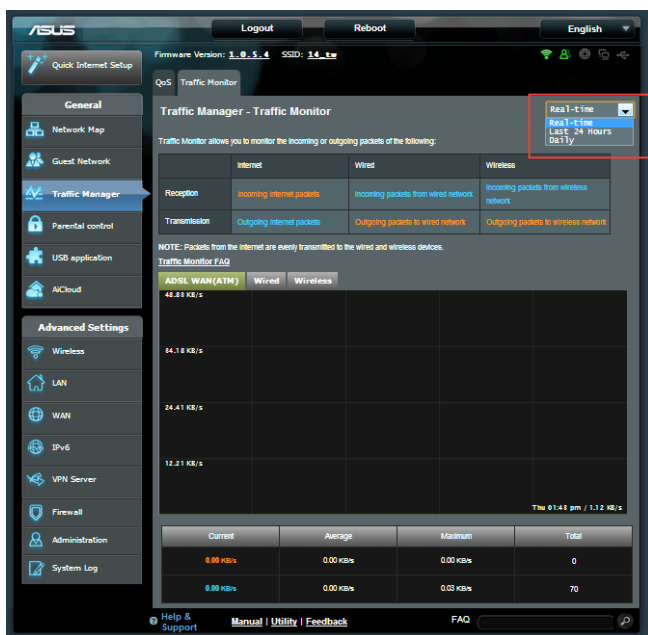 ASUS
Logout Reboot English
Quick Internet Setup
Firmware Version: 1.0.5.4 SSID: 14_tw
QoS Traffic Monitor
General
Network Map
Guest Network
Traffic Manager
Parental control
USB application
AiCloud
Advanced Settings
Wireless
LAN
WAN
IPv6
VPN Server
Firewall
Administration
System Log
Traffic Manager - Traffic Monitor
Real-time
Real-time
Last 24 Hours
Daily
Traffic Monitor allows you to monitor the incoming or outgoing packets of the following:
Internet Wired Wireless
Reception Incoming Internet packets Incoming packets from wired network Incoming packets from wireless
network
Transmission Outgoing Internet packets Outgoing packets to wired network Outgoing packets to wireless network
NOTE: Packets from the Internet are evenly transmitted to the wired and wireless devices.
Traffic Monitor FAQ
ADSL WAN(ATM) Wired Wireless
48.83 KB/s
84.18 KB/s
24.41 KB/s
12.21 KB/s
Thu 01:48 pm / 1.12 KB/s
Current Average Maximum Total
0.00 KB/s 0.00 KB/s 0.00 KB/s 0
0.00 KB/s 0.00 KB/s 0.03 KB/s 70
Help &
Support
Manual | Utility | Feedback FAQ